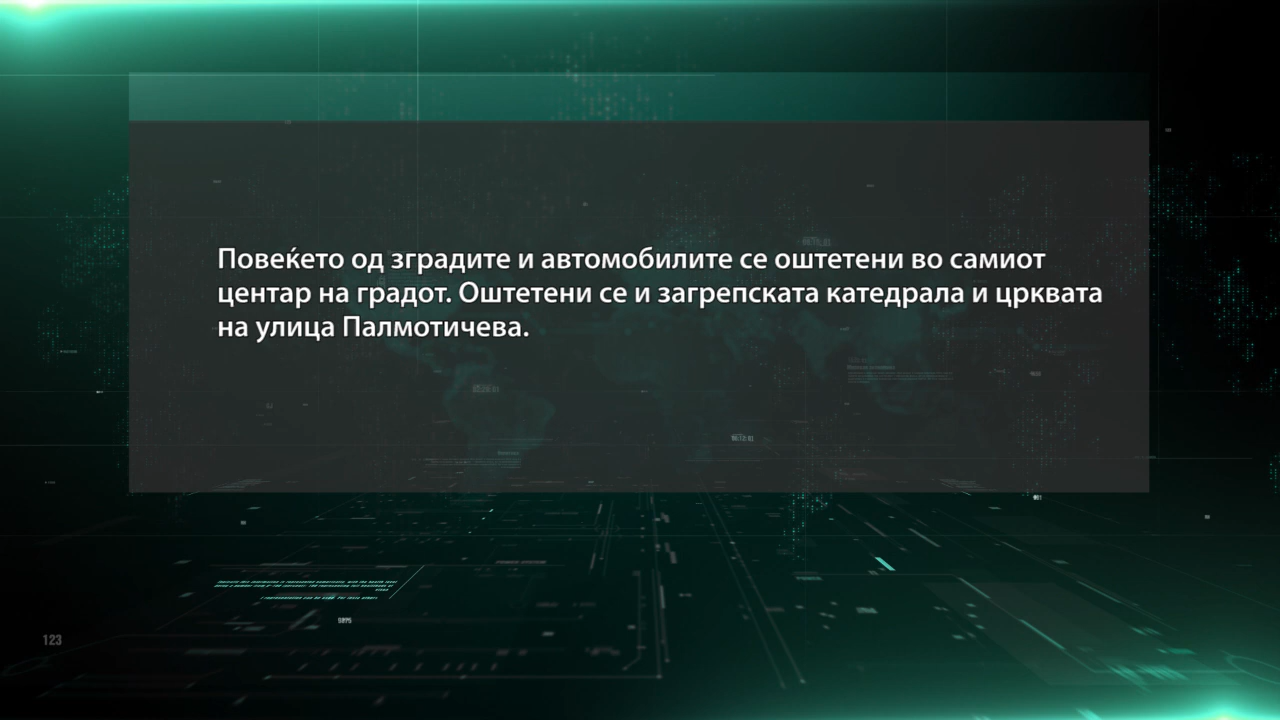 Повеќето од зградите и автомобилите се оштетени во самиот
центар на градот. Оштетени се и загрепската катедрала и црквата
на улица Палмотичева.
123